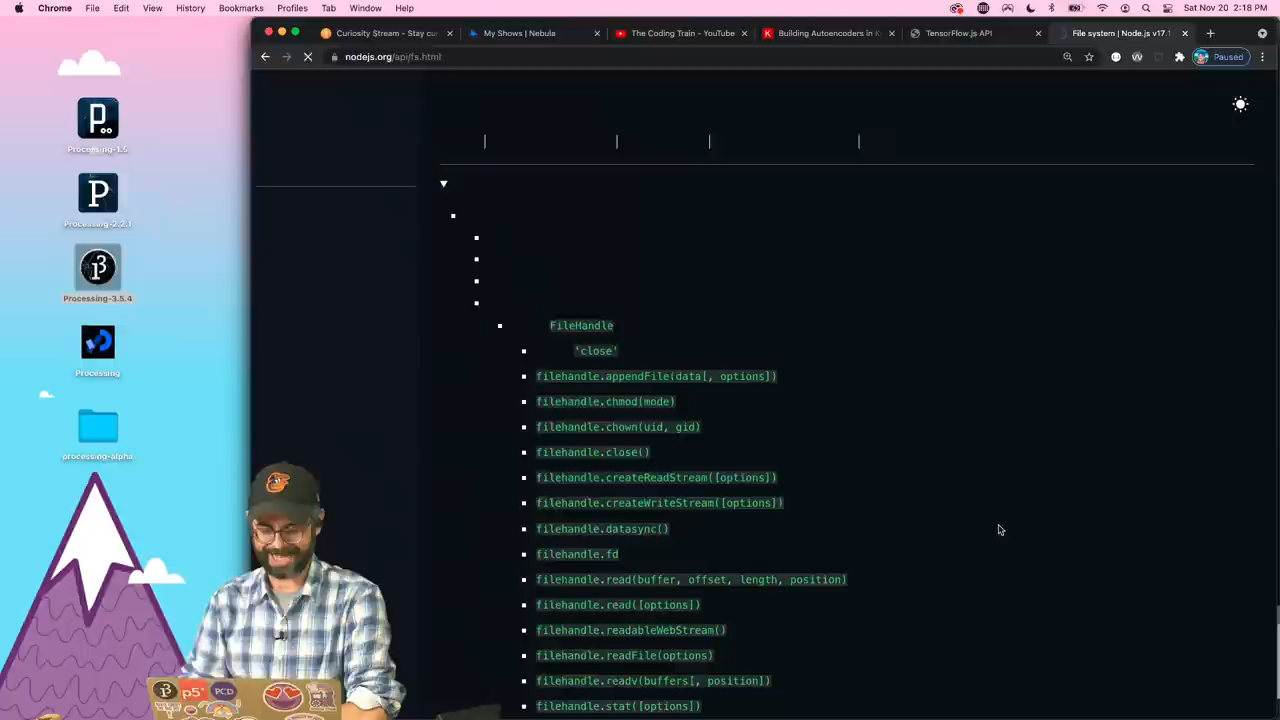 Chrome File Edit View History Bookmarks Profiles Tab Window Help Sat Nov 20 2:18 PM
Curiosity Stream - Stay cu My Shows | Nebula The Coding Train - YouTube Building Autoencoders in K TensorFlow.js API File system | Node.js v17.1
nodejs.org/api/fs.html Paused
Processing-1.5
Processing-2.2.1
Processing-3.5.4
Processing
processing-alpha
FileHandle
'close'
filehandle.appendFile(data[, options])
filehandle.chmod(mode)
filehandle.chown(uid, gid)
filehandle.close()
filehandle.createReadStream([options])
filehandle.createWriteStream([options])
filehandle.datasync()
filehandle.fd
filehandle.read(buffer, offset, length, position)
filehandle.read([options])
filehandle.readableWebStream()
filehandle.readFile(options)
filehandle.readv(buffers[, position])
filehandle.stat([options])
p5* PCD